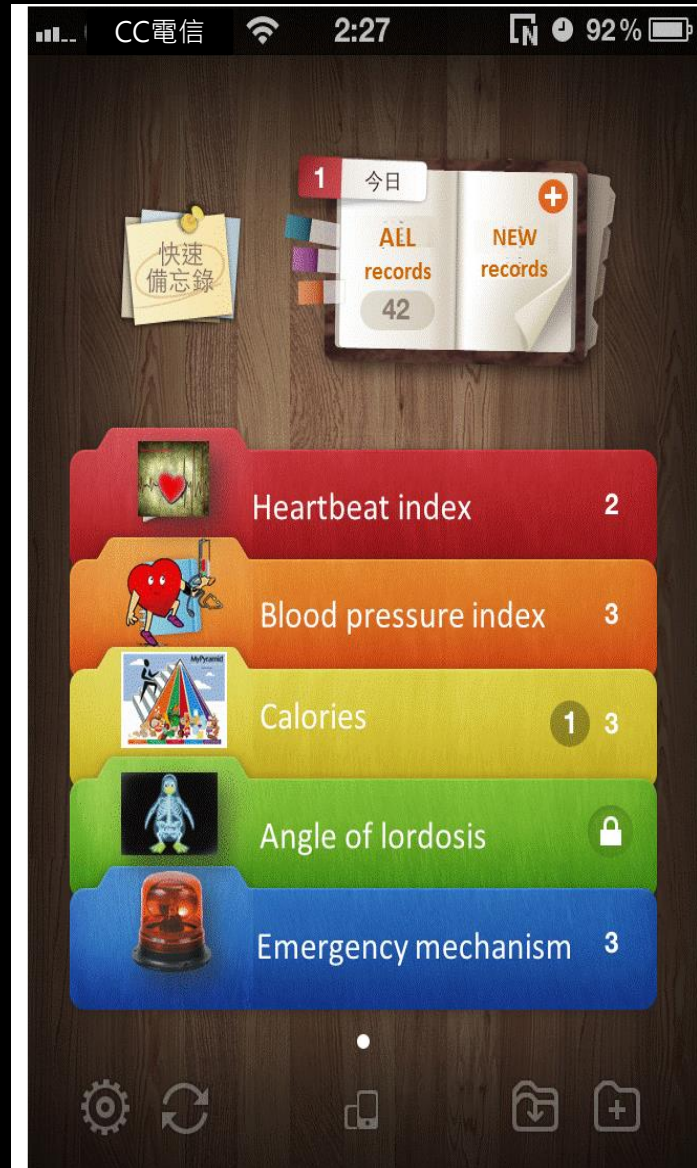 CC電信 2:27 92%
快速
備忘錄
1 今日
ALL
records
42
NEW
records
Heartbeat index 2
Blood pressure index 3
MyPyramid
Calories 1 3
Angle of lordosis
Emergency mechanism 3